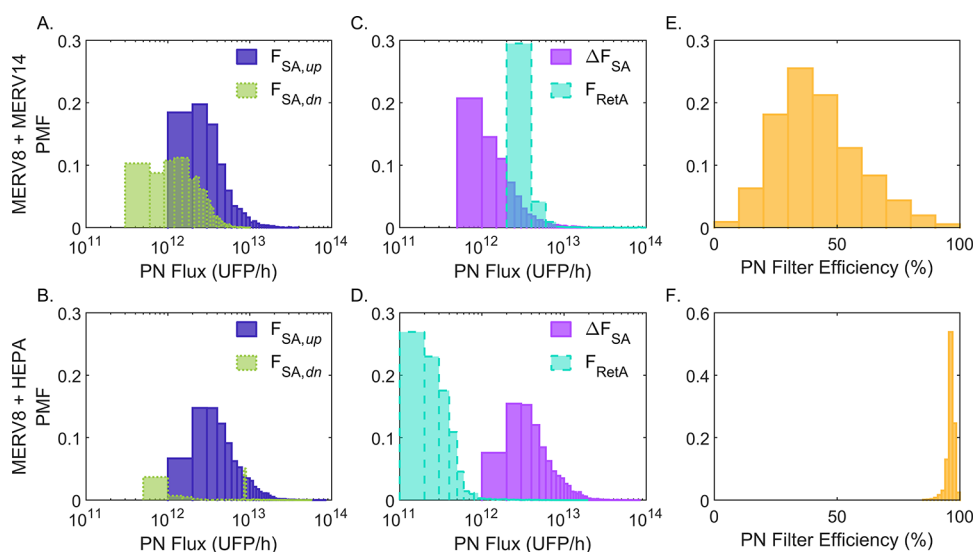 A.
C.
E.
0.3
0.2
0.1
0
10^11 10^12 10^13 10^14
PN Flux (UFP/h)
PMF
MERV8 + MERV14
F_SA,up
F_SA,dn
0.3
0.2
0.1
0
10^11 10^12 10^13 10^14
PN Flux (UFP/h)
ΔF_SA
F_RetA
0.3
0.2
0.1
0
0 50 100
PN Filter Efficiency (%)
B.
D.
F.
0.3
0.2
0.1
0
10^11 10^12 10^13 10^14
PN Flux (UFP/h)
PMF
MERV8 + HEPA
F_SA,up
F_SA,dn
0.3
0.2
0.1
0
10^11 10^12 10^13 10^14
PN Flux (UFP/h)
ΔF_SA
F_RetA
0.6
0.4
0.2
0
0 50 100
PN Filter Efficiency (%)